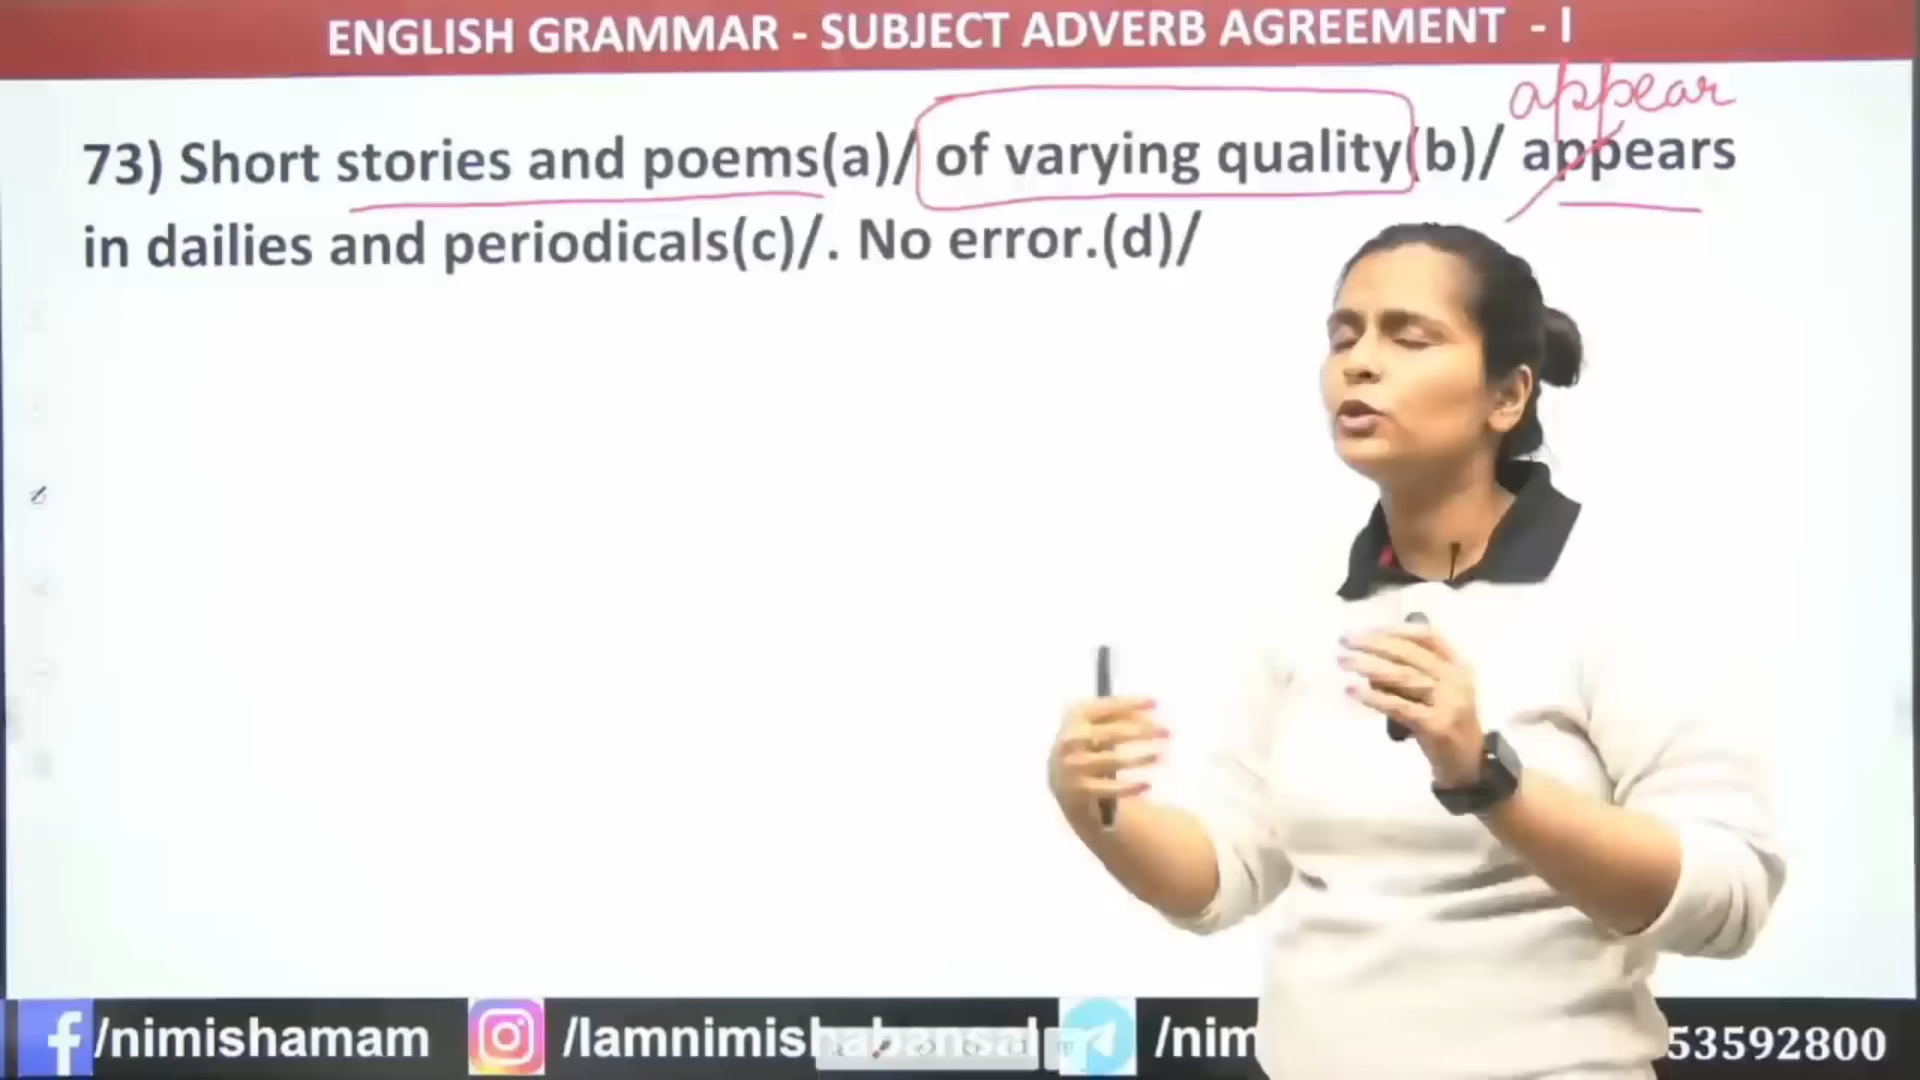 ENGLISH GRAMMAR - SUBJECT ADVERB AGREEMENT - I
appear
73) Short stories and poems(a)/ of varying quality(b)/ appears
in dailies and periodicals(c)/. No error.(d)/
/nimishamam /Iamnimishabansal /nim 53592800